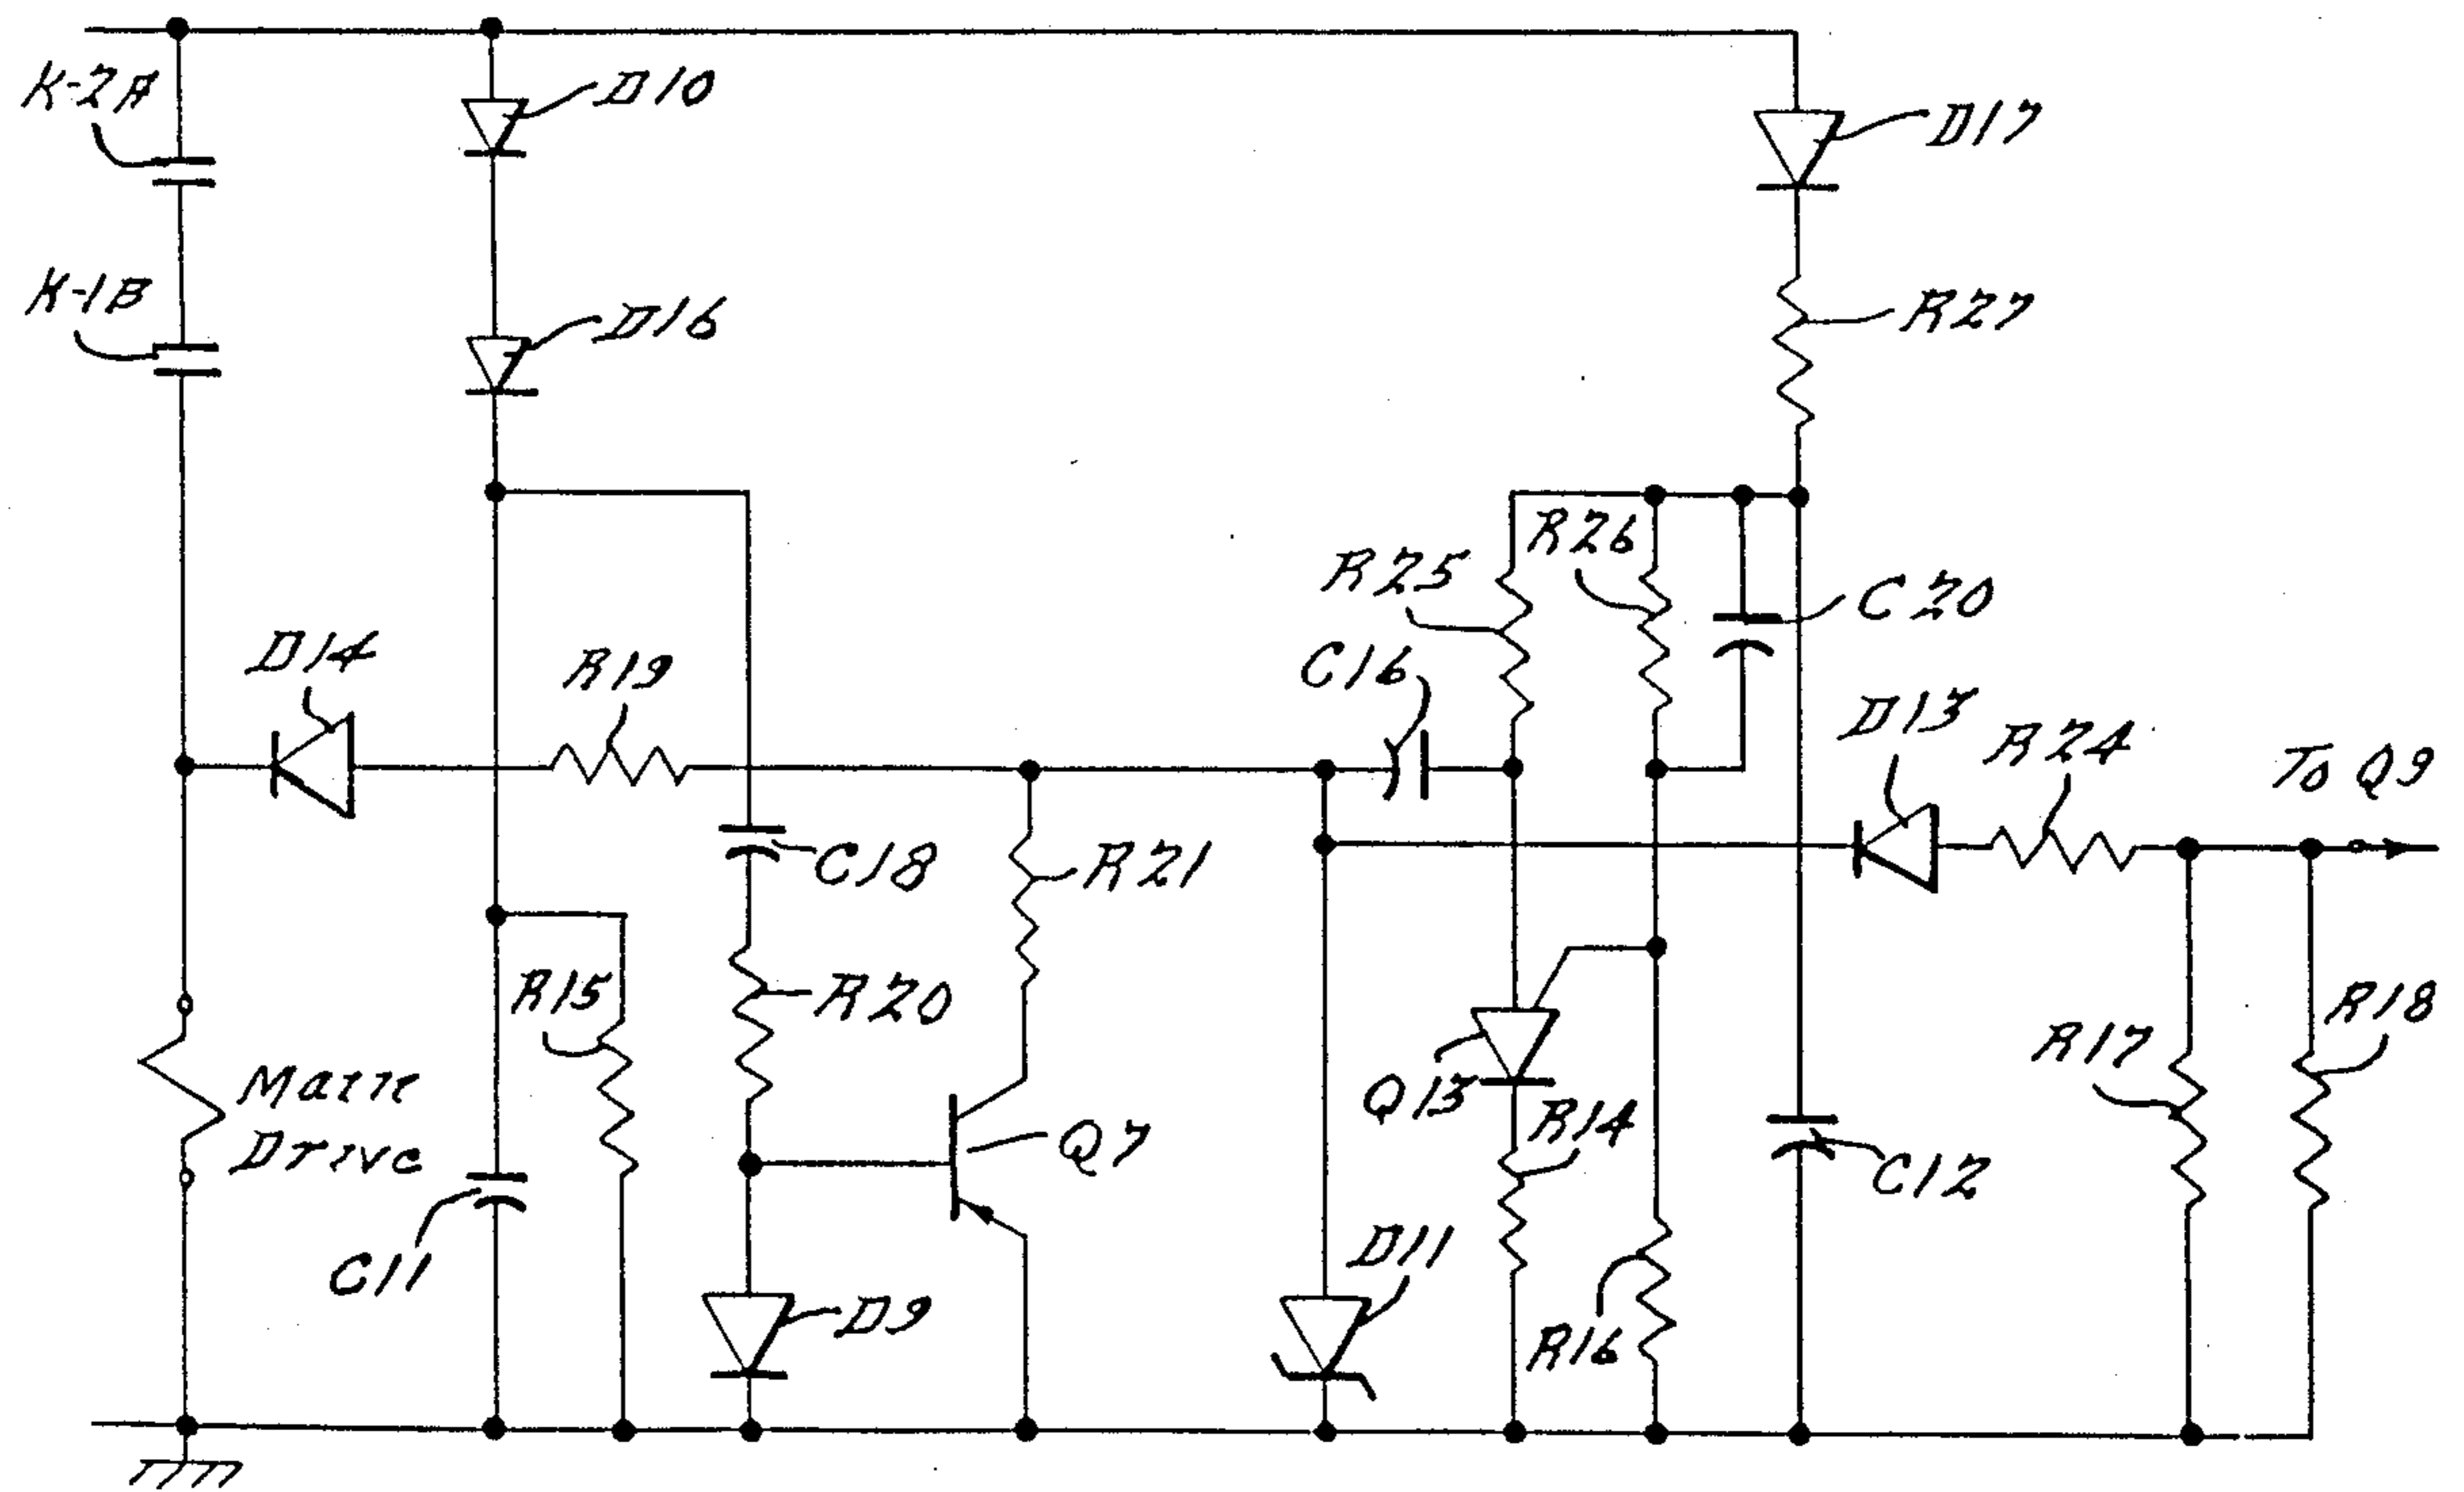 K-2A
D10
D17
K-1B
D16
R27
R26
R25
C20
D14
R19
C16
D13
R24
To Q9
C18
R21
R15
R20
R18
R17
Main
Drive
Q13
R14
Q7
C12
C11
D11
D9
R16